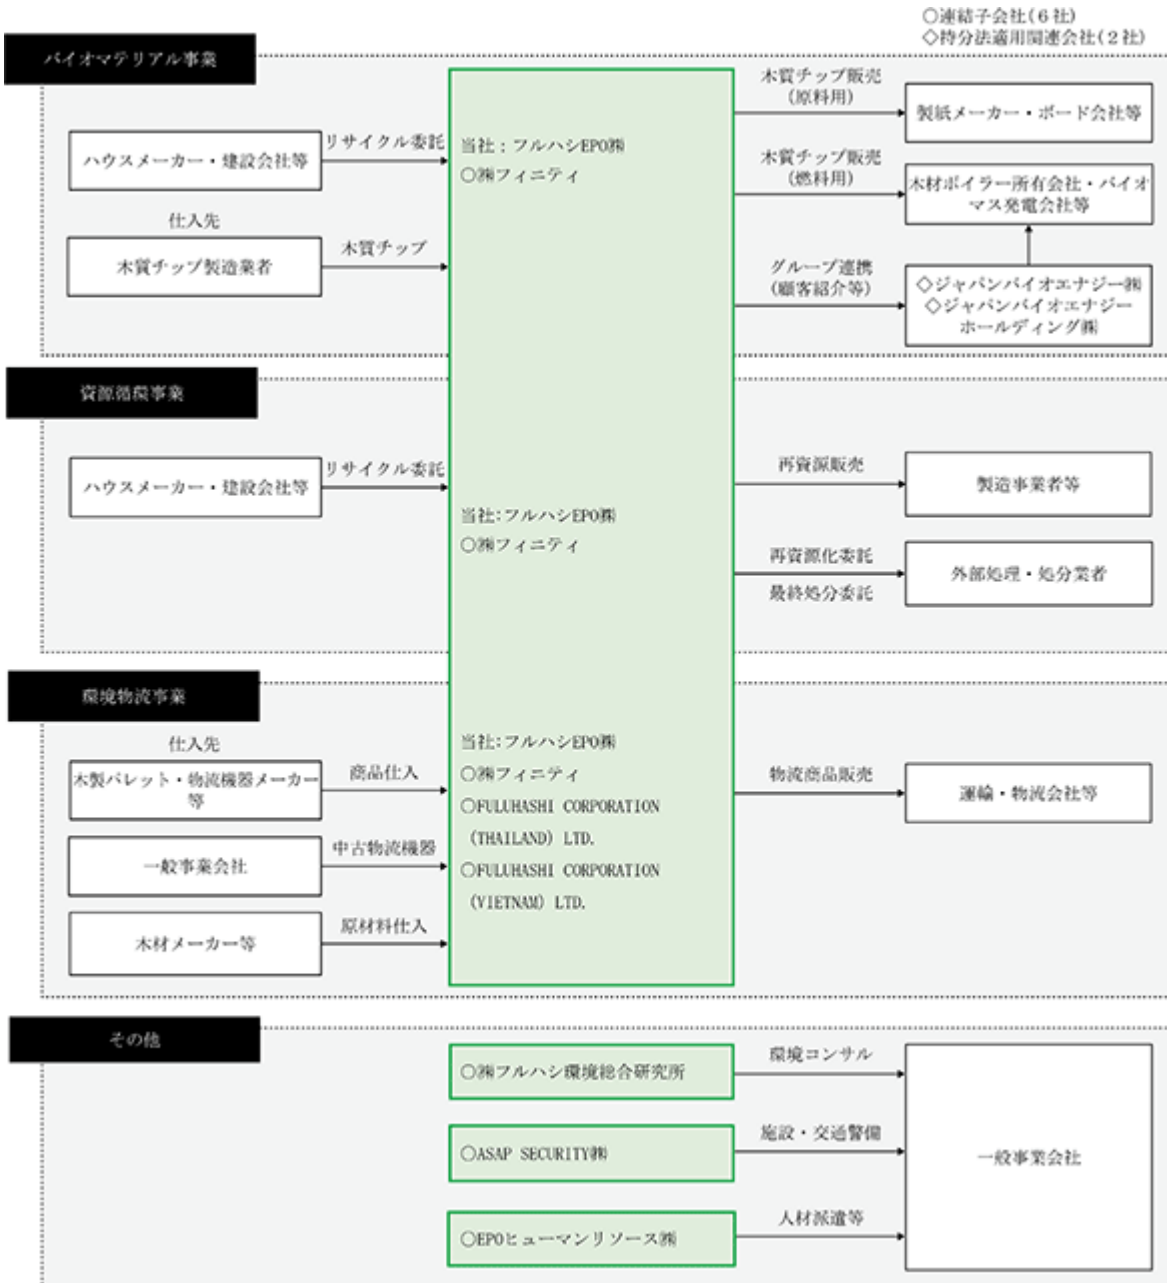 ○連結子会社(6社)
◇持分法適用関連会社(2社)
バイオマテリアル事業
ハウスメーカー・建設会社等
リサイクル委託
仕入先
木質チップ製造業者
木質チップ
当社：フルハシEPO㈱
○㈱フィニティ
木質チップ販売
(原料用)
製紙メーカー・ボード会社等
木質チップ販売
(燃料用)
木材ボイラー所有会社・バイオ
マス発電会社等
グループ連携
(顧客紹介等)
◇ジャパンバイオエナジー㈱
◇ジャパンバイオエナジー
ホールディング㈱
資源循環事業
ハウスメーカー・建設会社等
リサイクル委託
当社:フルハシEPO㈱
○㈱フィニティ
再資源販売
製造事業者等
再資源化委託
最終処分委託
外部処理・処分業者
環境物流事業
仕入先
木製パレット・物流機器メーカー
等
商品仕入
一般事業会社
中古物流機器
木材メーカー等
原材料仕入
当社:フルハシEPO㈱
○㈱フィニティ
○FULUHASHI CORPORATION
(THAILAND) LTD.
○FULUHASHI CORPORATION
(VIETNAM) LTD.
物流商品販売
運輸・物流会社等
その他
○㈱フルハシ環境総合研究所
環境コンサル
○ASAP SECURITY㈱
施設・交通警備
○EPOヒューマンリソース㈱
人材派遣等
一般事業会社